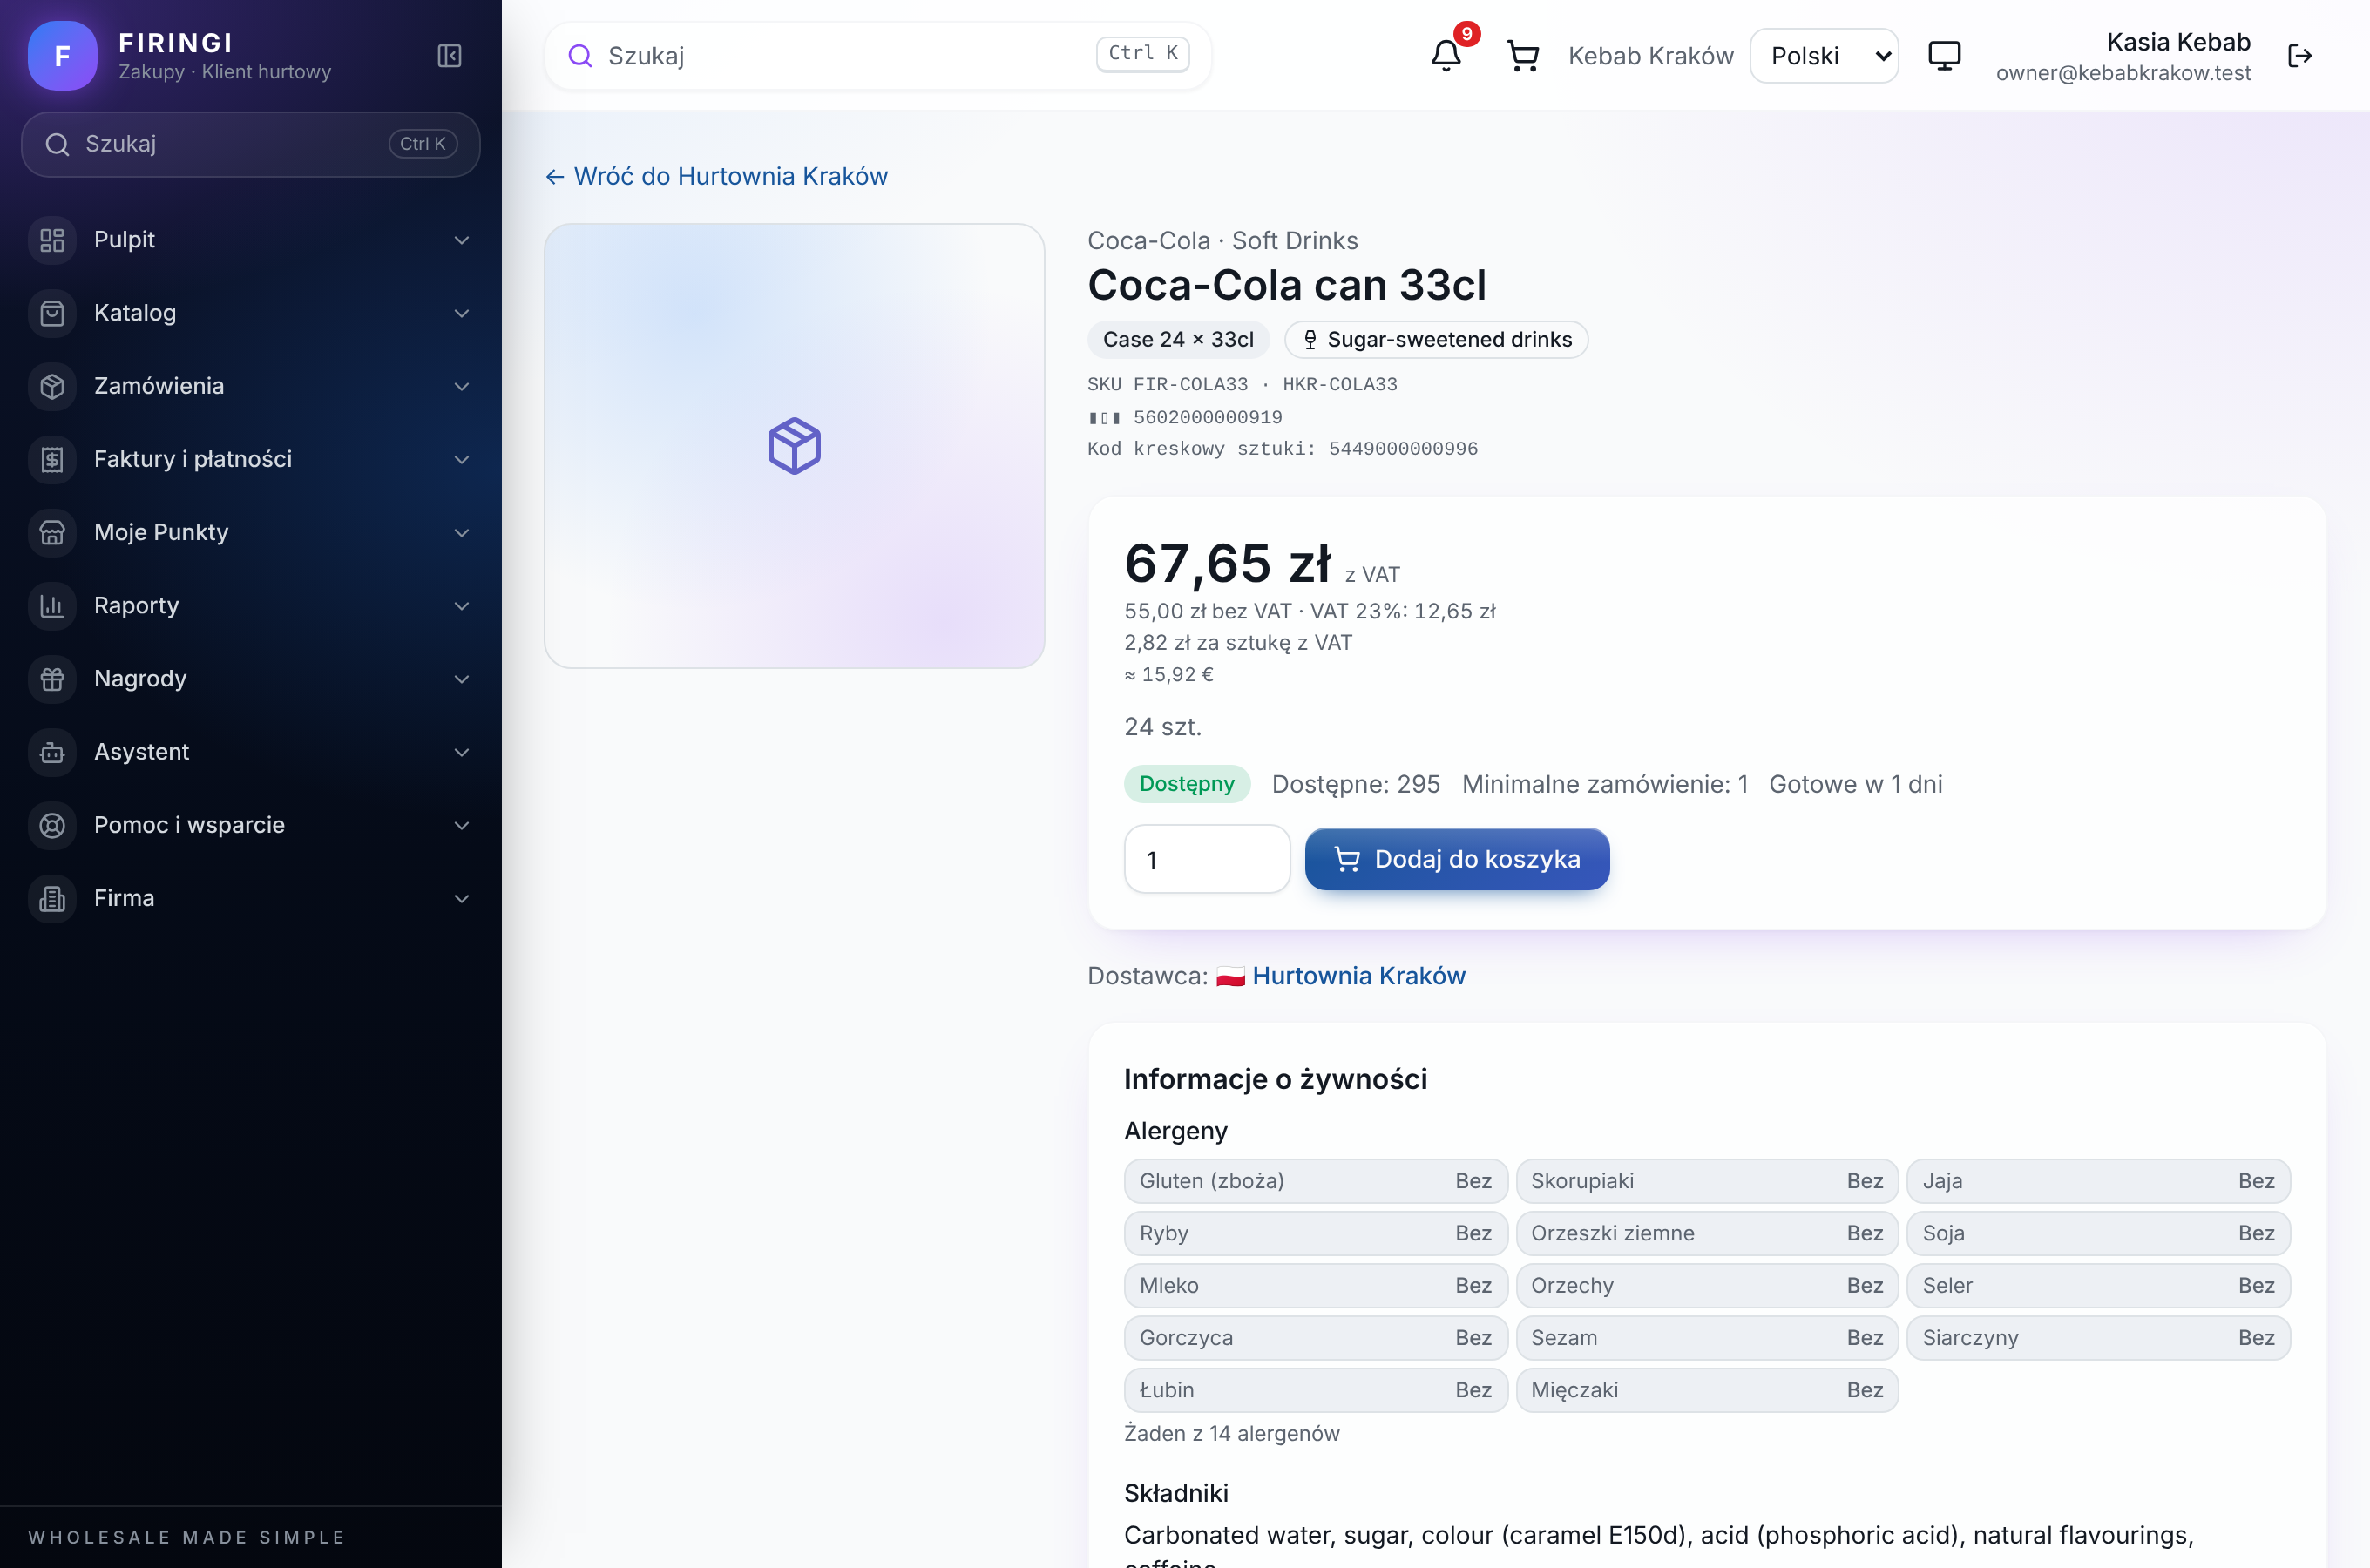 F
FIRINGI
Zakupy · Klient hurtowy
Szukaj
Ctrl K
Pulpit
Katalog
Zamówienia
Faktury i płatności
Moje Punkty
Raporty
Nagrody
Asystent
Pomoc i wsparcie
Firma
WHOLESALE MADE SIMPLE
Szukaj
Ctrl K
9
Kebab Kraków
Polski
Kasia Kebab
owner@kebabkrakow.test
← Wróć do Hurtownia Kraków
Coca-Cola · Soft Drinks
Coca-Cola can 33cl
Case 24 × 33cl
Sugar-sweetened drinks
SKU FIR-COLA33 · HKR-COLA33
▮▯▮ 5602000000919
Kod kreskowy sztuki: 5449000000996
67,65 zł z VAT
55,00 zł bez VAT · VAT 23%: 12,65 zł
2,82 zł za sztukę z VAT
≈ 15,92 €
24 szt.
Dostępny Dostępne: 295 Minimalne zamówienie: 1 Gotowe w 1 dni
1
Dodaj do koszyka
Dostawca: 🇵🇱 Hurtownia Kraków
Informacje o żywności
Alergeny
Gluten (zboża) Bez Skorupiaki Bez Jaja Bez
Ryby Bez Orzeszki ziemne Bez Soja Bez
Mleko Bez Orzechy Bez Seler Bez
Gorczyca Bez Sezam Bez Siarczyny Bez
Łubin Bez Mięczaki Bez
Żaden z 14 alergenów
Składniki
Carbonated water, sugar, colour (caramel E150d), acid (phosphoric acid), natural flavourings,